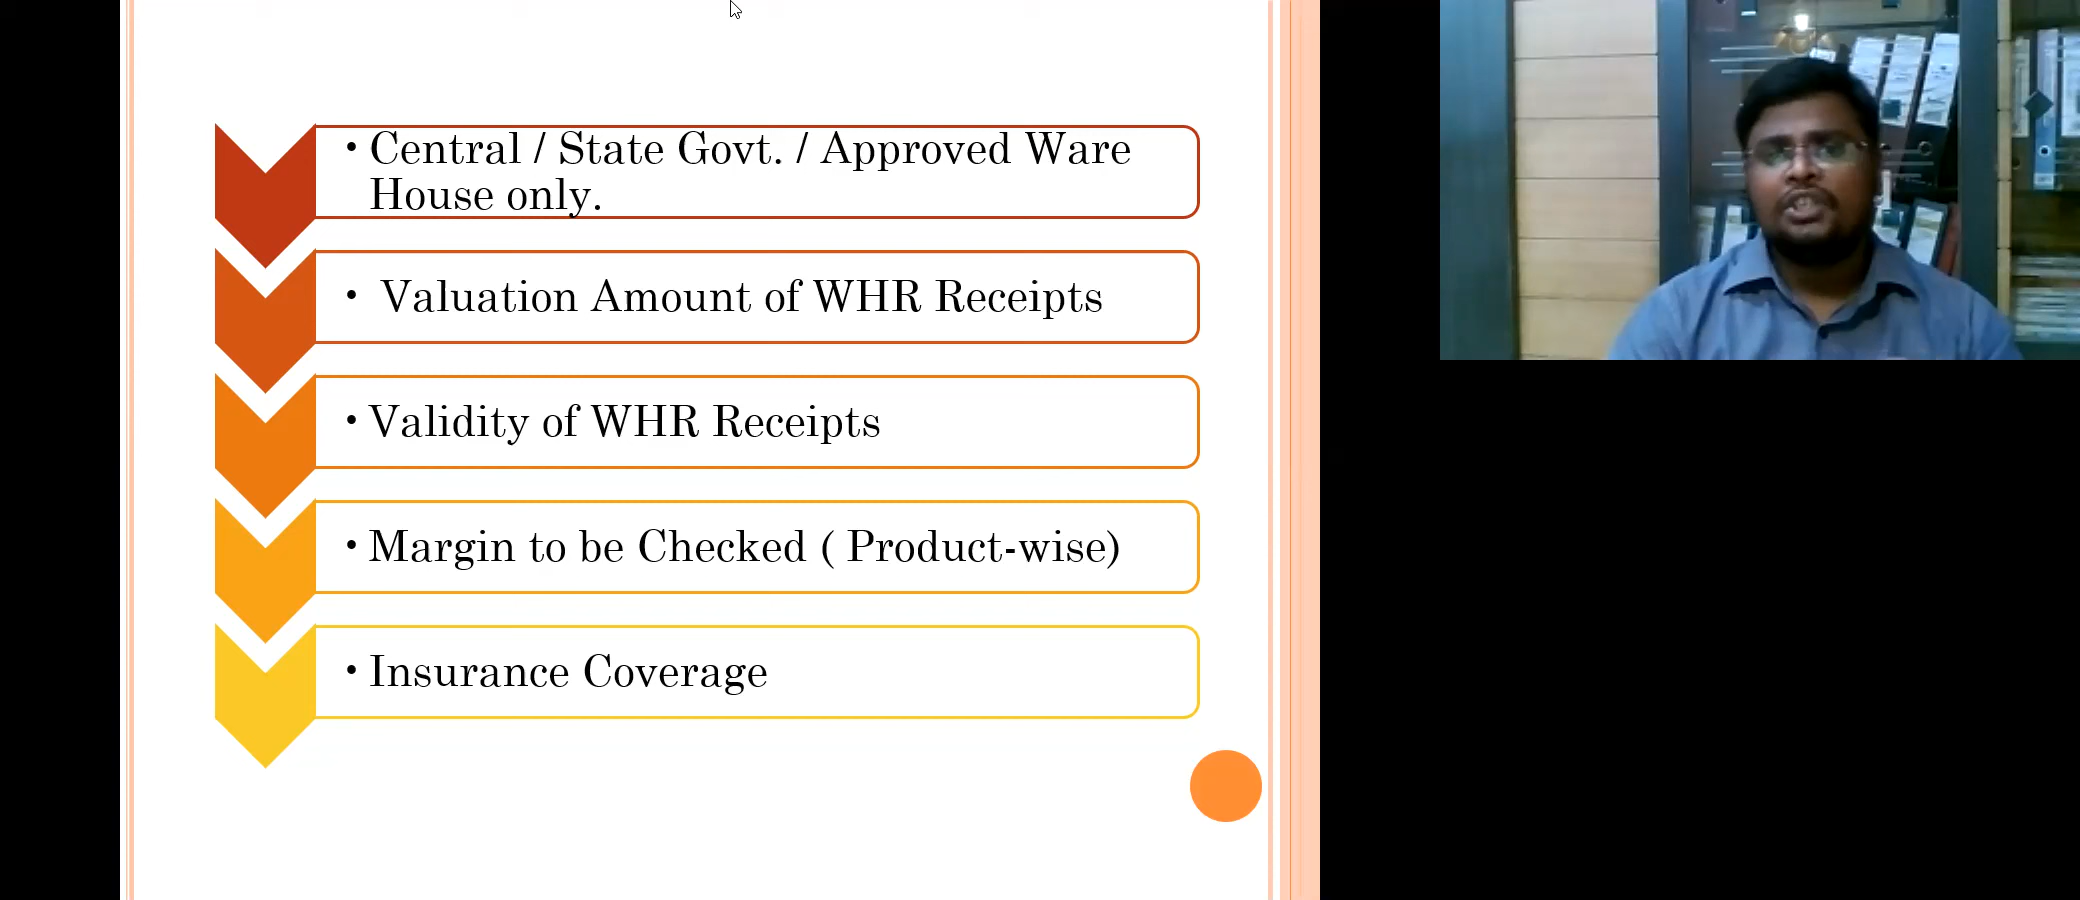 • Central / State Govt. / Approved Ware
House only.
• Valuation Amount of WHR Receipts
• Validity of WHR Receipts
• Margin to be Checked ( Product-wise)
• Insurance Coverage